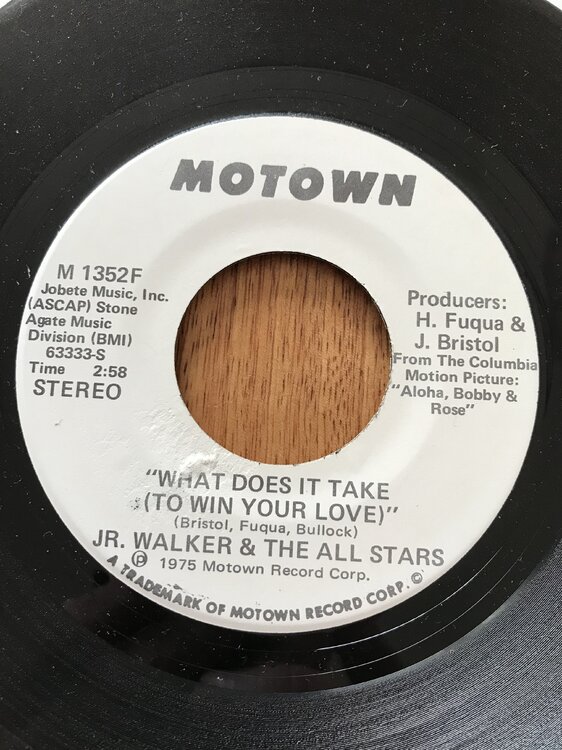 MOTOWN
M 1352F
Jobete Music, Inc.
(ASCAP) Stone
Agate Music
Division (BMI)
63333-S
Time 2:58
STEREO
Producers:
H. Fuqua &
J. Bristol
From The Columbia
Motion Picture:
"Aloha, Bobby &
Rose"
"WHAT DOES IT TAKE
(TO WIN YOUR LOVE)"
(Bristol, Fuqua, Bullock)
JR. WALKER & THE ALL STARS
℗ 1975 Motown Record Corp.
A TRADEMARK OF MOTOWN RECORD CORP. ©